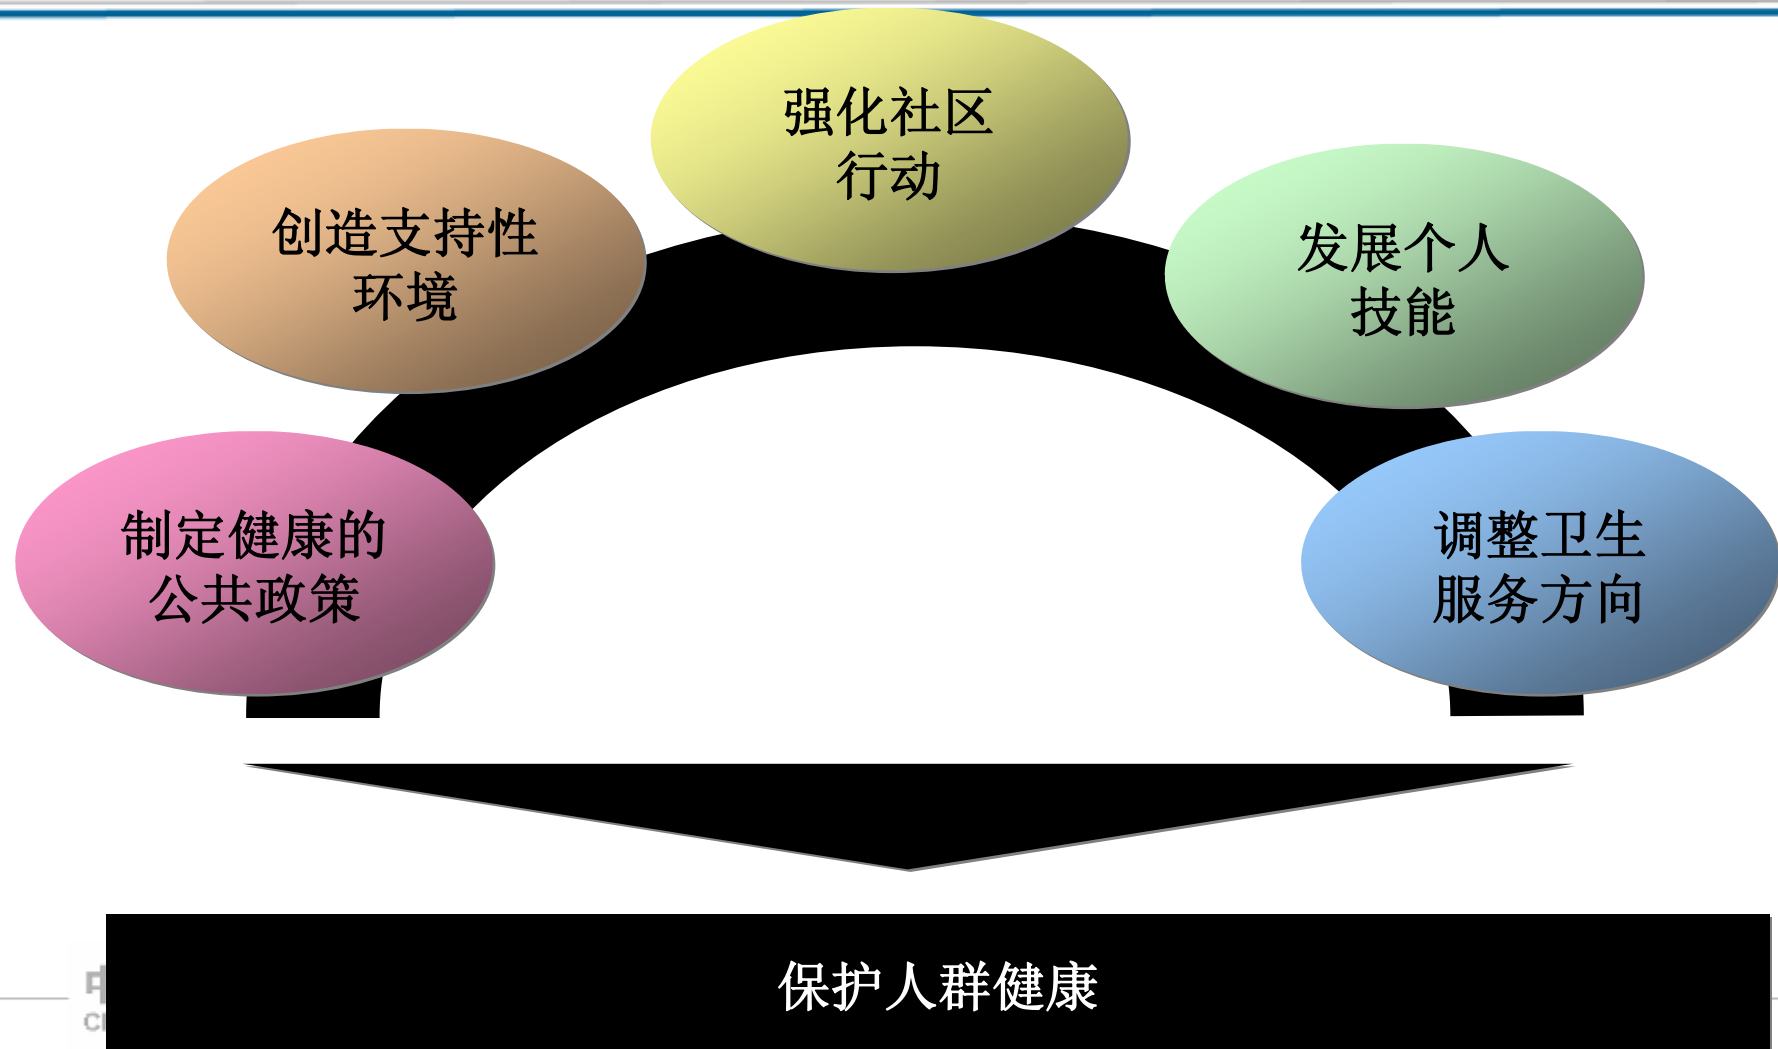 强化社区
行动
创造支持性
环境
发展个人
技能
制定健康的
公共政策
调整卫生
服务方向
保护人群健康